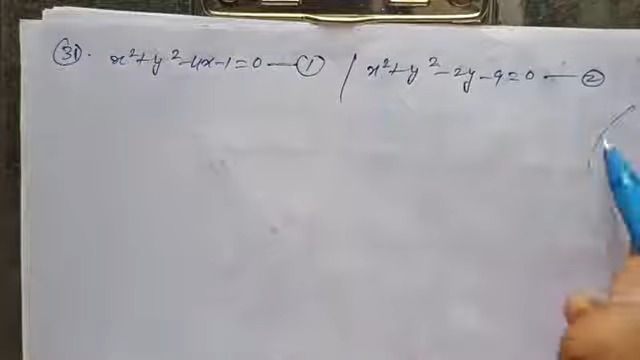 31. x²+y²-4x-1=0 — ① / x²+y²-2y-9=0 — ②